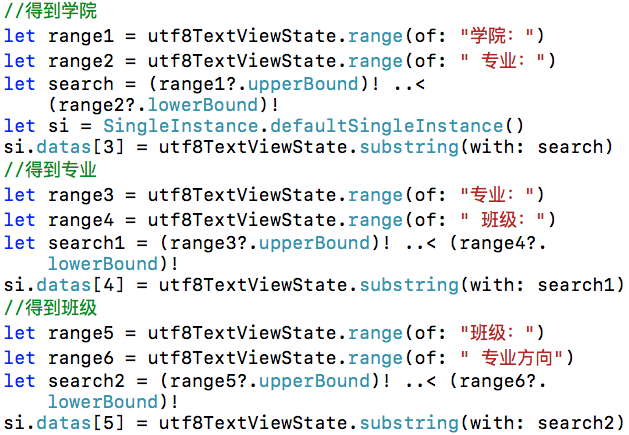 //得到学院
let range1 = utf8TextViewState.range(of: "学院：")
let range2 = utf8TextViewState.range(of: " 专业：")
let search = (range1?.upperBound)! ..<
(range2?.lowerBound)!
let si = SingleInstance.defaultSingleInstance()
si.datas[3] = utf8TextViewState.substring(with: search)
//得到专业
let range3 = utf8TextViewState.range(of: "专业：")
let range4 = utf8TextViewState.range(of: " 班级：")
let search1 = (range3?.upperBound)! ..< (range4?.
lowerBound)!
si.datas[4] = utf8TextViewState.substring(with: search1)
//得到班级
let range5 = utf8TextViewState.range(of: "班级：")
let range6 = utf8TextViewState.range(of: " 专业方向")
let search2 = (range5?.upperBound)! ..< (range6?.
lowerBound)!
si.datas[5] = utf8TextViewState.substring(with: search2)